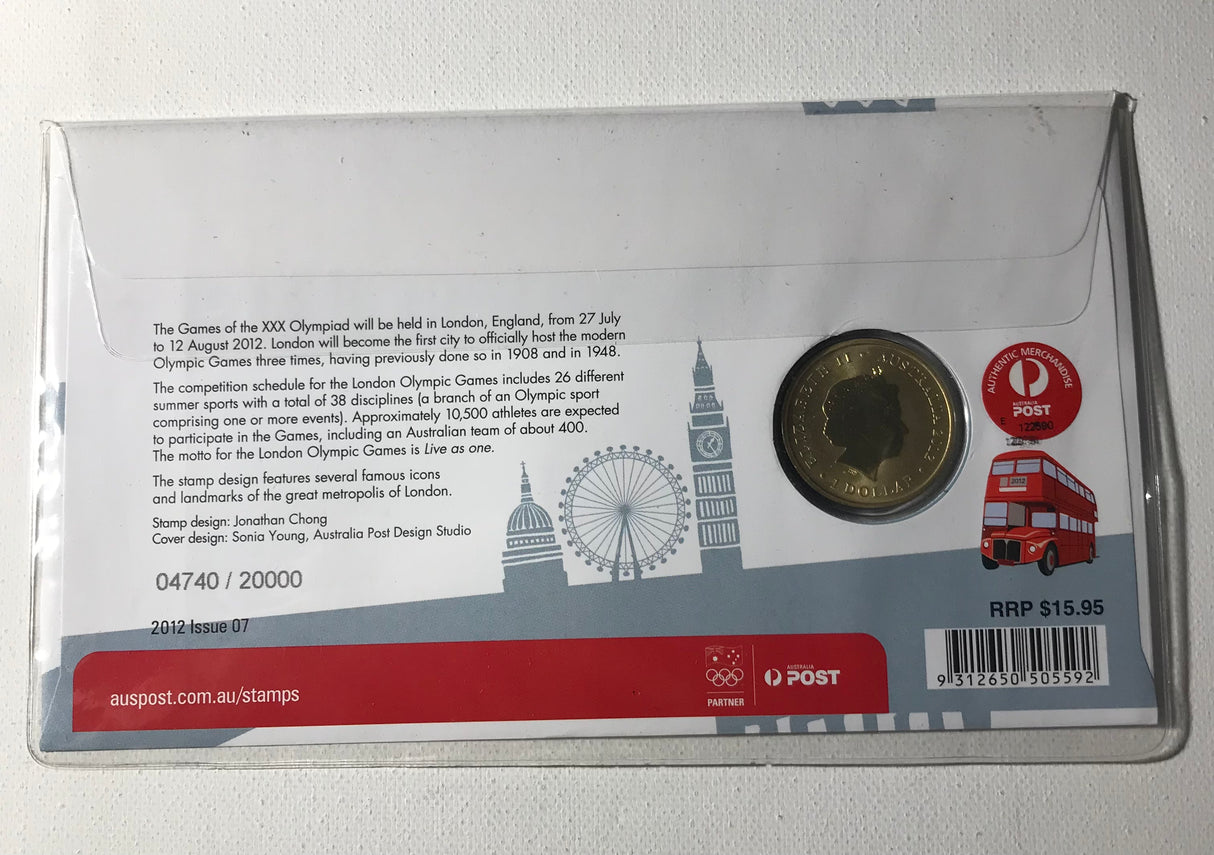 The Games of the XXX Olympiad will be held in London, England, from 27 July
to 12 August 2012. London will become the first city to officially host the modern
Olympic Games three times, having previously done so in 1908 and in 1948.
The competition schedule for the London Olympic Games includes 26 different
summer sports with a total of 38 disciplines (a branch of an Olympic sport
comprising one or more events). Approximately 10,500 athletes are expected
to participate in the Games, including an Australian team of about 400.
The motto for the London Olympic Games is Live as one.
The stamp design features several famous icons
and landmarks of the great metropolis of London.
Stamp design: Jonathan Chong
Cover design: Sonia Young, Australia Post Design Studio
04740 / 20000
2012 Issue 07
auspost.com.au/stamps
PARTNER
AUSTRALIA
POST
ELIZABETH II
AUSTRALIA 2012
1 DOLLAR
AUTHENTIC MERCHANDISE
AUSTRALIA
POST
E
2012
RRP $15.95
9 312650 505592